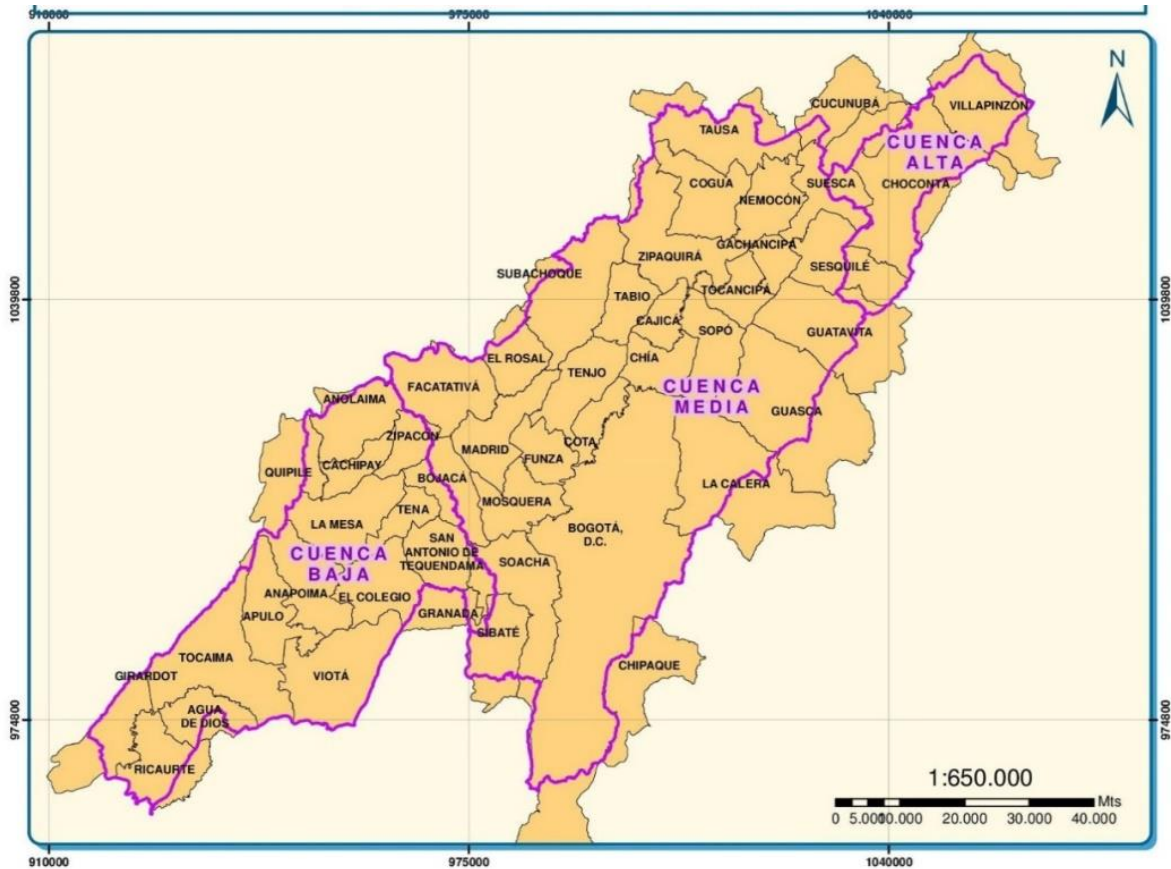 910000
975000
1040000
N
CUCUNUBÁ
VILLAPINZÓN
TAUSA
CUENCA
ALTA
COGUA
SUESCA
CHOCONTÁ
NEMOCÓN
GACHANCIPÁ
ZIPAQUIRÁ
SESQUILÉ
SUBACHOQUE
TOCANCIPÁ
TABIO
1039800
1039800
CAJICÁ
SOPÓ
GUATAVITA
EL ROSAL
CHÍA
TENJO
FACATATIVÁ
CUENCA
MEDIA
ANOLAIMA
GUASCA
ZIPACÓN
COTA
MADRID
FUNZA
CACHIPAY
QUIPILE
BOJACÁ
LA CALERA
MOSQUERA
TENA
LA MESA
BOGOTÁ,
D.C.
SAN
ANTONIO DE
TEQUENDAMA
CUENCA
BAJA
SOACHA
ANAPOIMA
EL COLEGIO
APULO
GRANADA
SIBATÉ
TOCAIMA
CHIPAQUE
GIRARDOT
VIOTÁ
AGUA
DE DIOS
974800
974800
RICAURTE
1:650.000
Mts
0 5.000 10.000 20.000 30.000 40.000
910000
975000
1040000